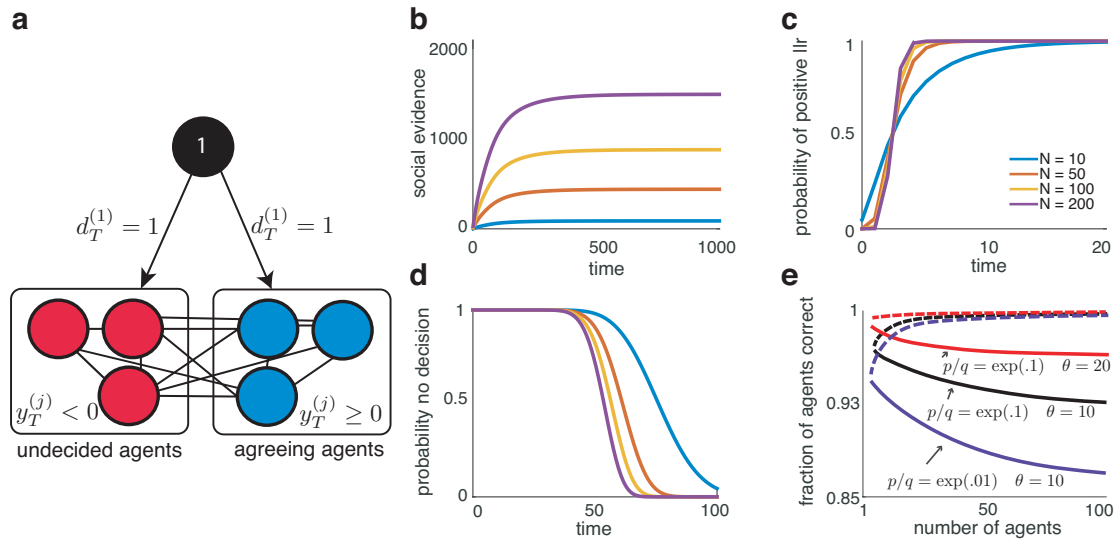 a
1
d_T^{(1)} = 1
d_T^{(1)} = 1
y_T^{(j)} < 0
y_T^{(j)} ≥ 0
undecided agents
agreeing agents
b
social evidence
2000
1000
0
0
500
1000
time
c
probability of positive llr
1
0.5
0
0
10
20
time
N = 10
N = 50
N = 100
N = 200
d
probability no decision
1
0.5
0
0
50
100
time
e
fraction of agents correct
1
0.93
0.85
1
50
100
number of agents
p/q = exp(.1) θ = 20
p/q = exp(.1) θ = 10
p/q = exp(.01) θ = 10